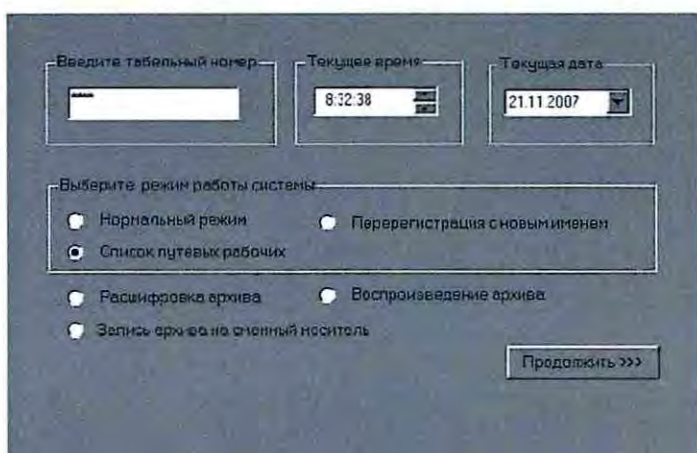 Введите табельный номер Текущее время Текущая дата
8:32:38 21.11.2007
Выберите режим работы системы
Нормальный режим Перерегистрация с новым именем
Список путевых рабочих
Расшифровка архива Воспроизведение архива
Запись архива на сменный носитель
Продолжить >>>